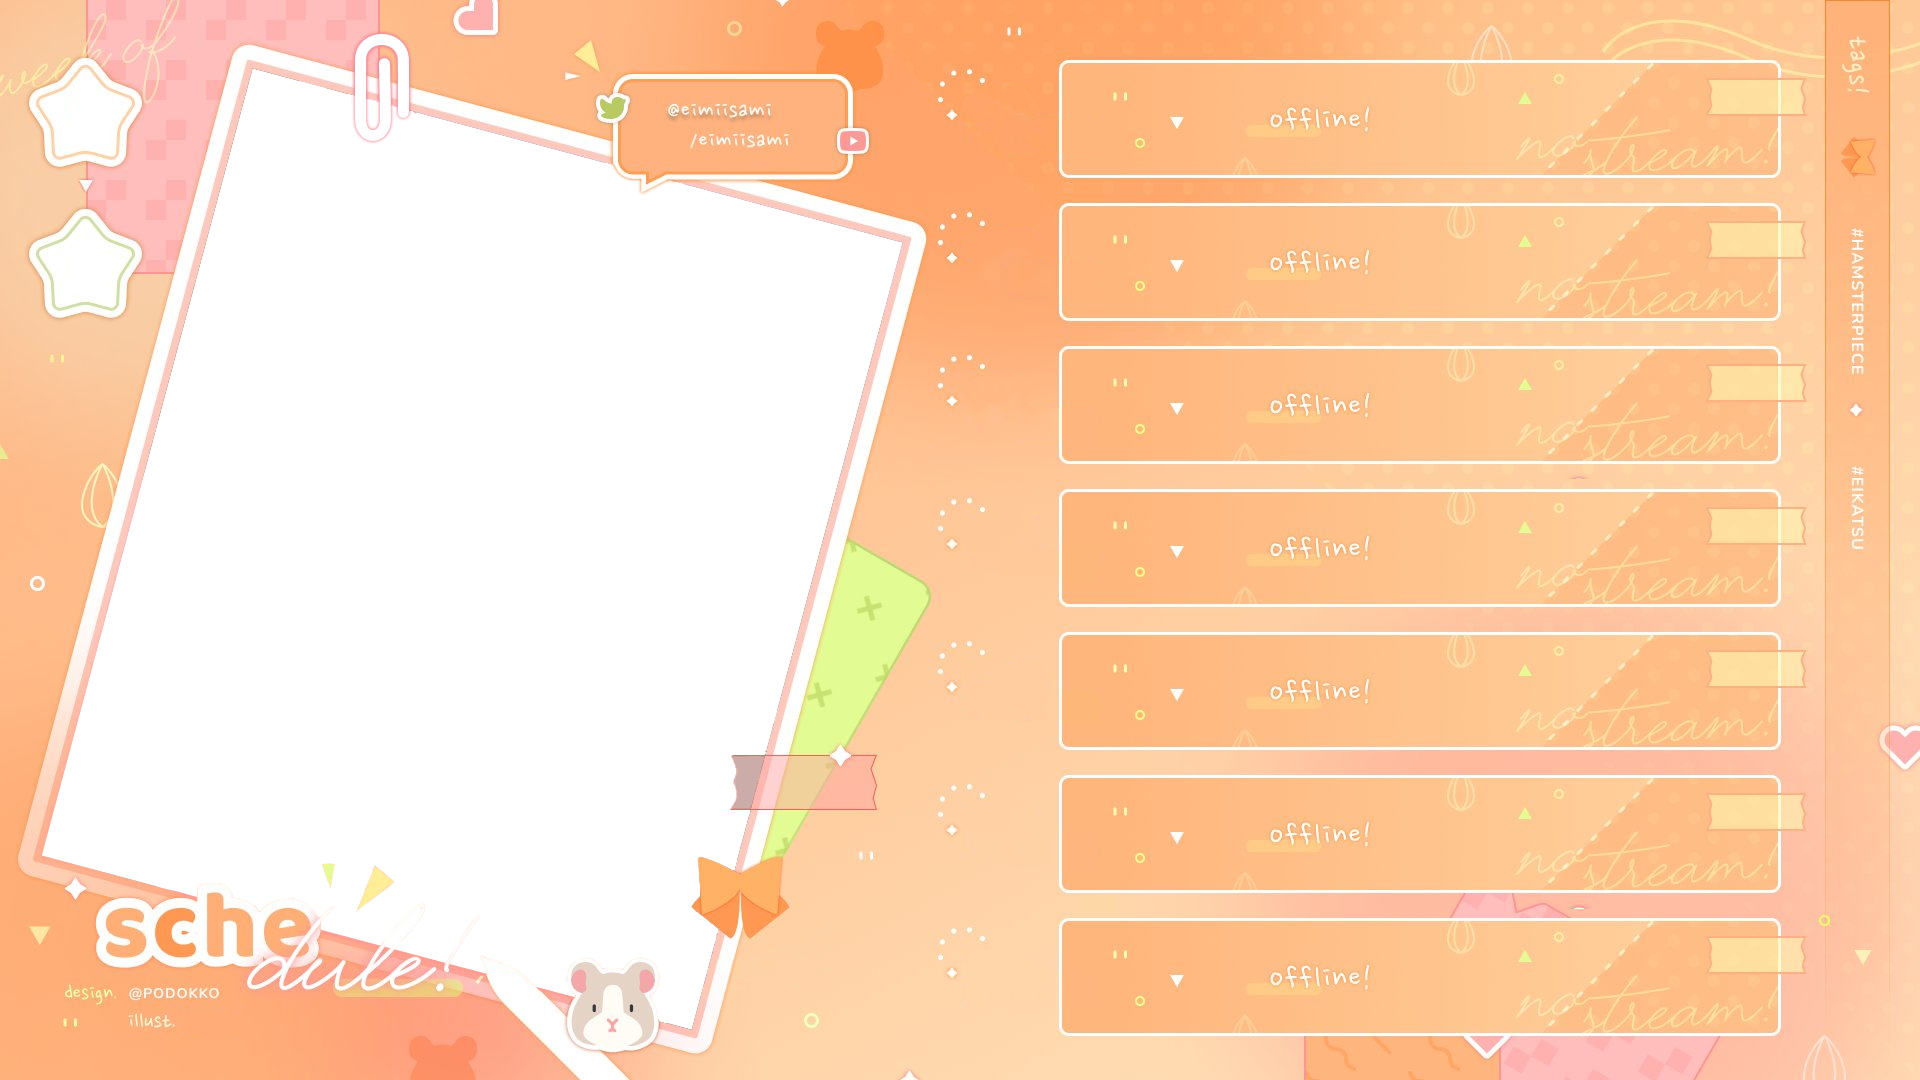 week of
@eimiisami
/eimiisami
schedule!
design. @PODOKKO
illust.
offline!
no stream!
offline!
no stream!
offline!
no stream!
offline!
no stream!
offline!
no stream!
offline!
no stream!
offline!
no stream!
tags!
#HAMSTERPIECE
#EIKATSU